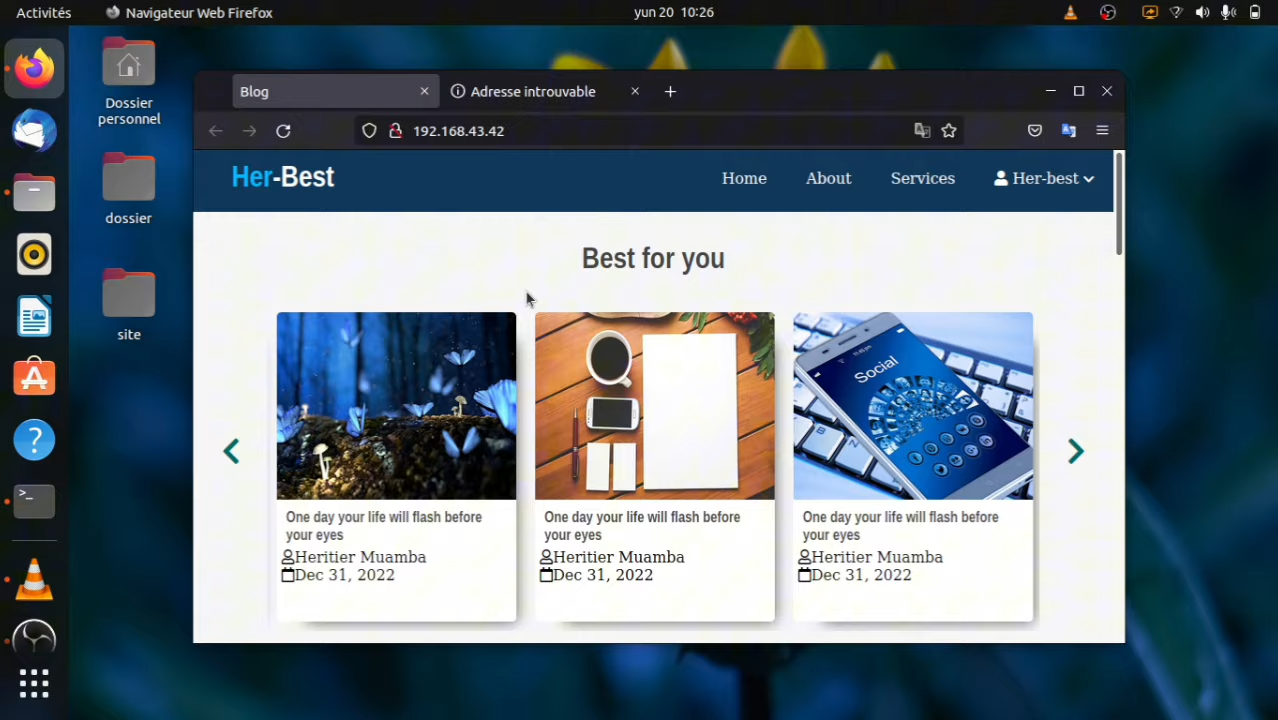 Activités
Navigateur Web Firefox
yun 20 10:26
Dossier
personnel
dossier
site
Blog
Adresse introuvable
192.168.43.42
Her-Best
Home
About
Services
Her-best
Best for you
Social
One day your life will flash before
your eyes
Heritier Muamba
Dec 31, 2022
One day your life will flash before
your eyes
Heritier Muamba
Dec 31, 2022
One day your life will flash before
your eyes
Heritier Muamba
Dec 31, 2022